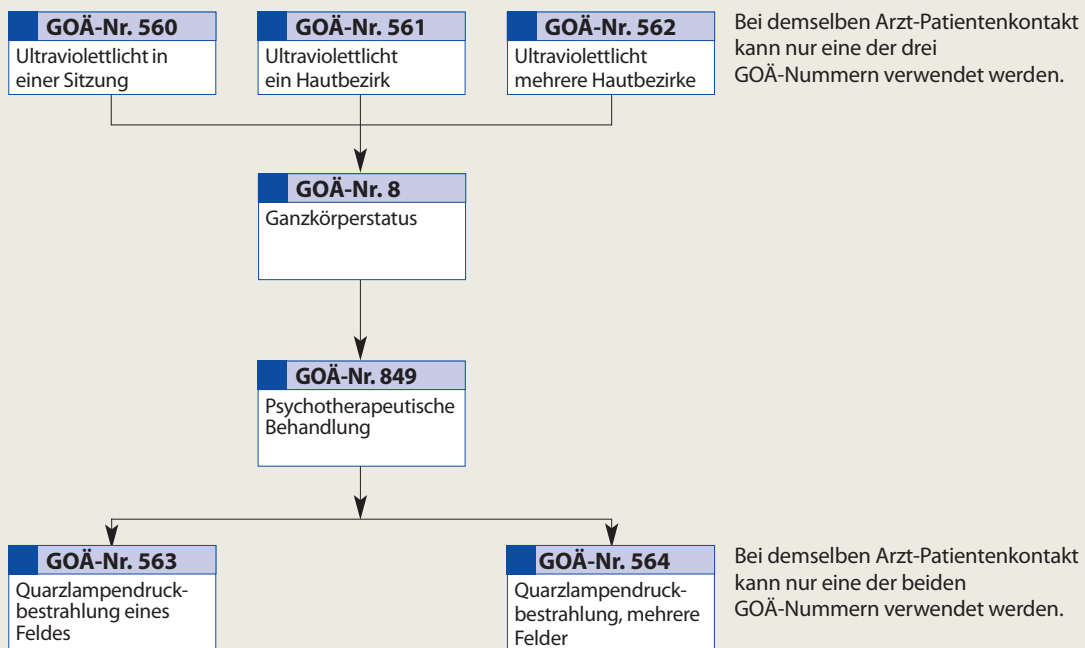 GOÄ-Nr. 560
Ultraviolettlicht in
einer Sitzung
GOÄ-Nr. 561
Ultraviolettlicht
ein Hautbezirk
GOÄ-Nr. 562
Ultraviolettlicht
mehrere Hautbezirke
Bei demselben Arzt-Patientenkontakt
kann nur eine der drei
GOÄ-Nummern verwendet werden.
GOÄ-Nr. 8
Ganzkörperstatus
GOÄ-Nr. 849
Psychotherapeutische
Behandlung
GOÄ-Nr. 563
Quarzlampendruck-
bestrahlung eines
Feldes
GOÄ-Nr. 564
Quarzlampendruck-
bestrahlung, mehrere
Felder
Bei demselben Arzt-Patientenkontakt
kann nur eine der beiden
GOÄ-Nummern verwendet werden.